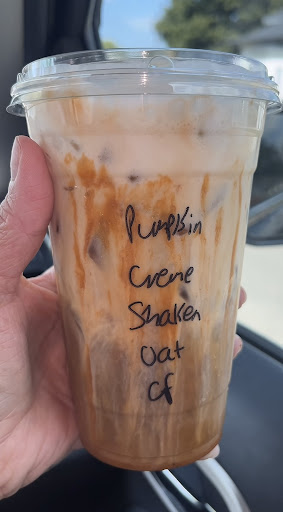 Pumpkin
Creme
Shaken
Oat
cf